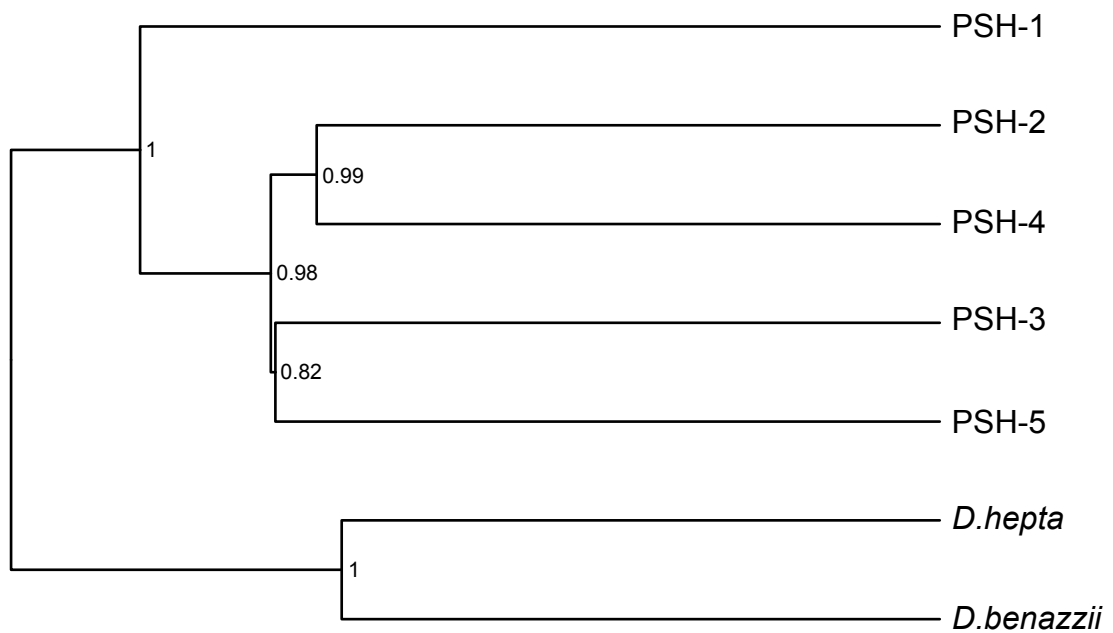 PSH-1
PSH-2
1
0.99
PSH-4
0.98
PSH-3
0.82
PSH-5
D.hepta
1
D.benazzii